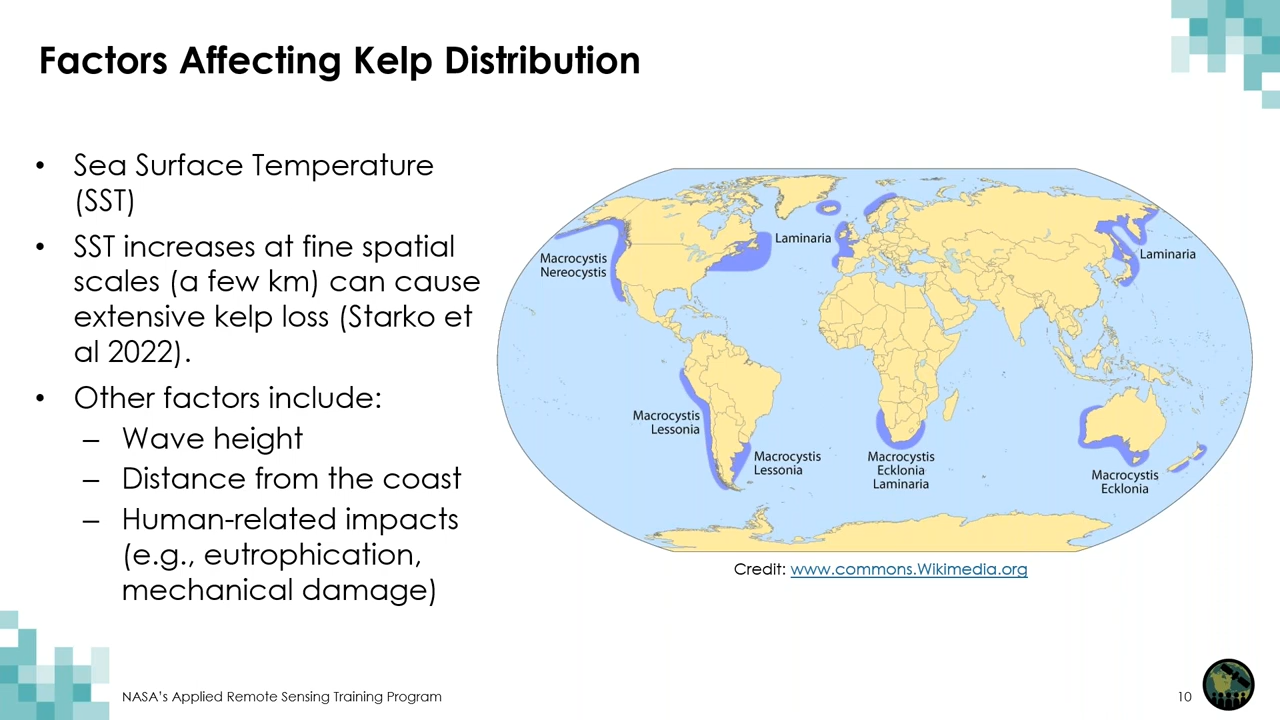 Factors Affecting Kelp Distribution
• Sea Surface Temperature
(SST)
• SST increases at fine spatial
scales (a few km) can cause
extensive kelp loss (Starko et
al 2022).
• Other factors include:
– Wave height
– Distance from the coast
– Human-related impacts
(e.g., eutrophication,
mechanical damage)
Macrocystis
Nereocystis
Laminaria
Laminaria
Macrocystis
Lessonia
Macrocystis
Lessonia
Macrocystis
Ecklonia
Laminaria
Macrocystis
Ecklonia
Credit: www.commons.Wikimedia.org
NASA's Applied Remote Sensing Training Program
10